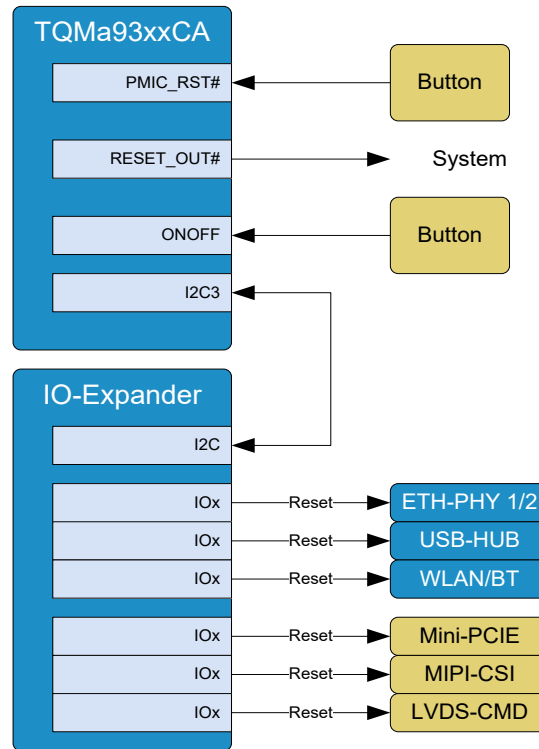 TQMa93xxCA
PMIC_RST#
Button
RESET_OUT#
System
ONOFF
Button
I2C3
IO-Expander
I2C
IOx
Reset
ETH-PHY 1/2
IOx
Reset
USB-HUB
IOx
Reset
WLAN/BT
IOx
Reset
Mini-PCIE
IOx
Reset
MIPI-CSI
IOx
Reset
LVDS-CMD